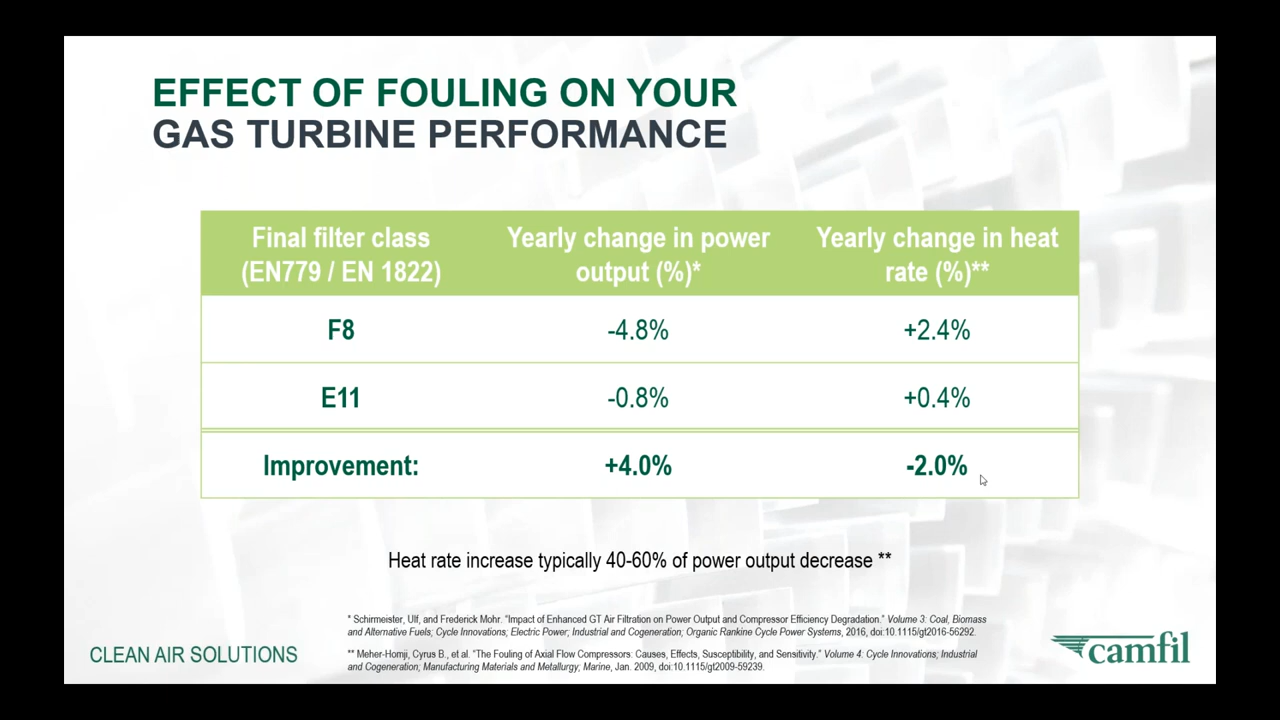 EFFECT OF FOULING ON YOUR
GAS TURBINE PERFORMANCE
Final filter class
(EN779 / EN 1822)
Yearly change in power
output (%)*
Yearly change in heat
rate (%)**
F8
-4.8%
+2.4%
E11
-0.8%
+0.4%
Improvement:
+4.0%
-2.0%
Heat rate increase typically 40-60% of power output decrease **
* Schirmeister, Ulf, and Frederick Mohr. “Impact of Enhanced GT Air Filtration on Power Output and Compressor Efficiency Degradation.” Volume 3: Coal, Biomass
and Alternative Fuels; Cycle Innovations; Electric Power; Industrial and Cogeneration; Organic Rankine Cycle Power Systems, 2016, doi:10.1115/gt2016-56292.
** Meher-Homji, Cyrus B., et al. “The Fouling of Axial Flow Compressors: Causes, Effects, Susceptibility, and Sensitivity.” Volume 4: Cycle Innovations; Industrial
and Cogeneration; Manufacturing Materials and Metallurgy; Marine, Jan. 2009, doi:10.1115/gt2009-59239.
CLEAN AIR SOLUTIONS
camfil